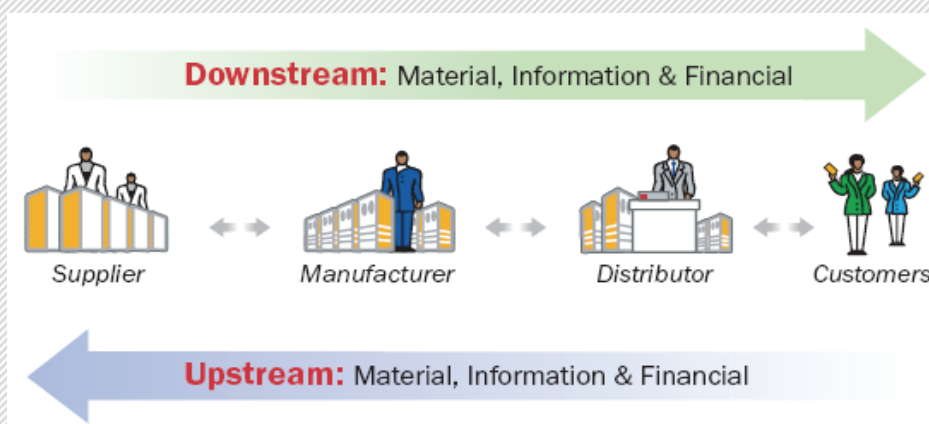 Downstream: Material, Information & Financial
Supplier
Manufacturer
Distributor
Customers
Upstream: Material, Information & Financial